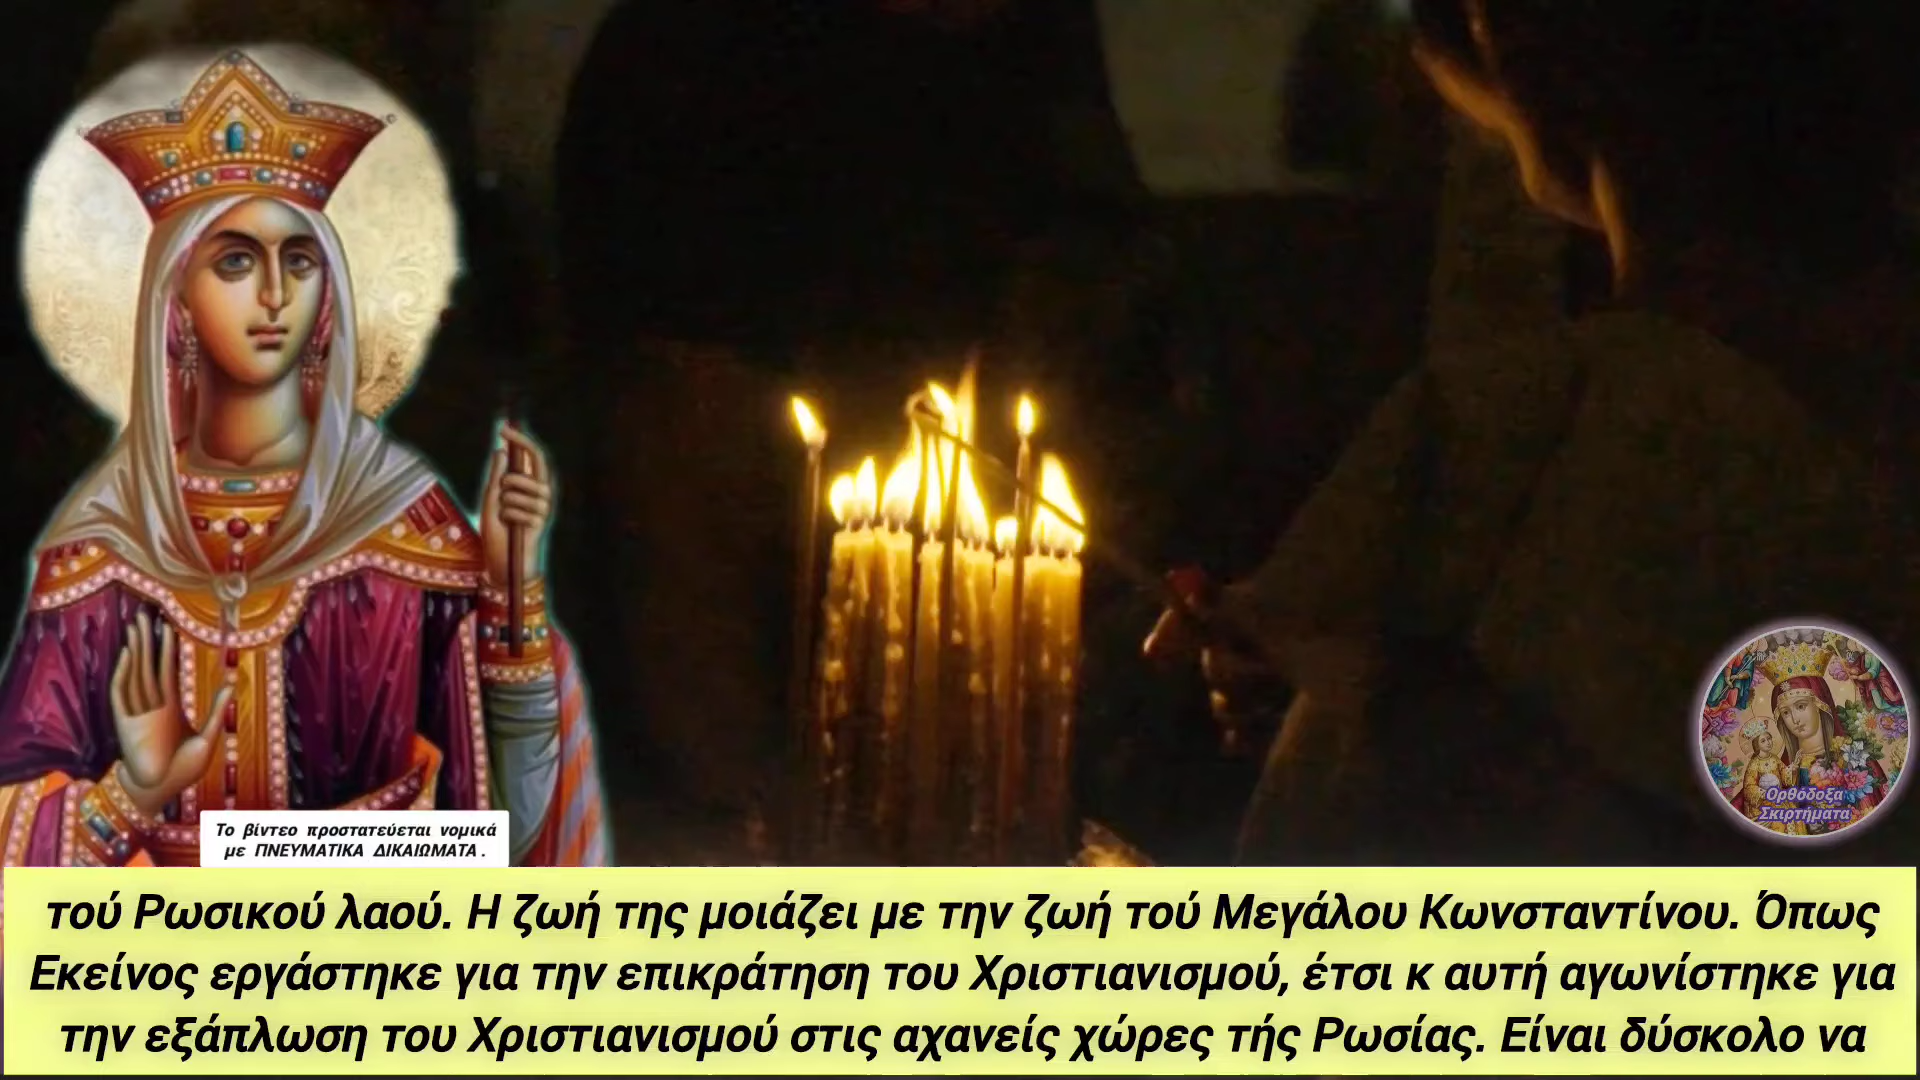 Το βίντεο προστατεύεται νομικά
με ΠΝΕΥΜΑΤΙΚΑ ΔΙΚΑΙΩΜΑΤΑ.
Ορθόδοξα
Σκιρτήματα
τού Ρωσικού λαού. Η ζωή της μοιάζει με την ζωή τού Μεγάλου Κωνσταντίνου. Όπως
Εκείνος εργάστηκε για την επικράτηση του Χριστιανισμού, έτσι κ αυτή αγωνίστηκε για
την εξάπλωση του Χριστιανισμού στις αχανείς χώρες τής Ρωσίας. Είναι δύσκολο να